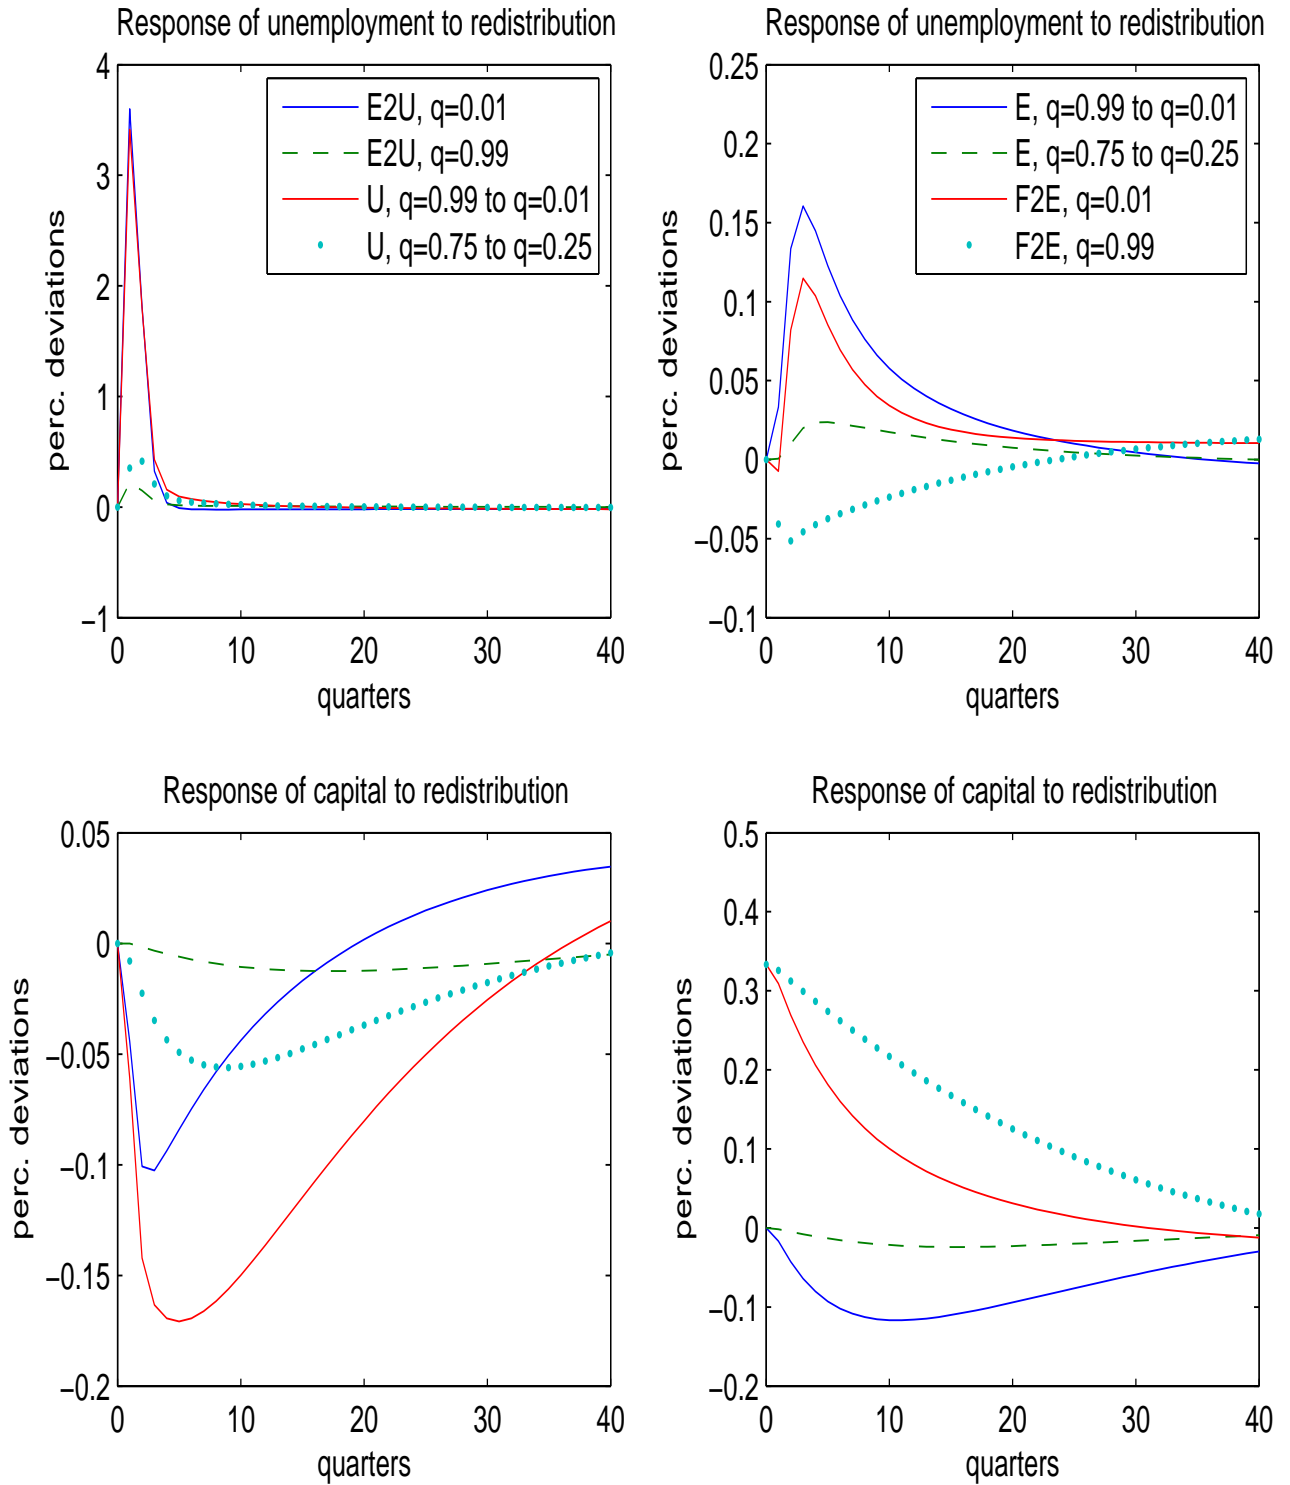 Response of unemployment to redistribution
4
3
2
1
0
−1
0
10
20
30
40
perc. deviations
quarters
E2U, q=0.01
E2U, q=0.99
U, q=0.99 to q=0.01
U, q=0.75 to q=0.25
Response of unemployment to redistribution
0.25
0.2
0.15
0.1
0.05
0
−0.05
−0.1
0
10
20
30
40
perc. deviations
quarters
E, q=0.99 to q=0.01
E, q=0.75 to q=0.25
F2E, q=0.01
F2E, q=0.99
Response of capital to redistribution
0.05
0
−0.05
−0.1
−0.15
−0.2
0
10
20
30
40
perc. deviations
quarters
Response of capital to redistribution
0.5
0.4
0.3
0.2
0.1
0
−0.1
−0.2
0
10
20
30
40
perc. deviations
quarters